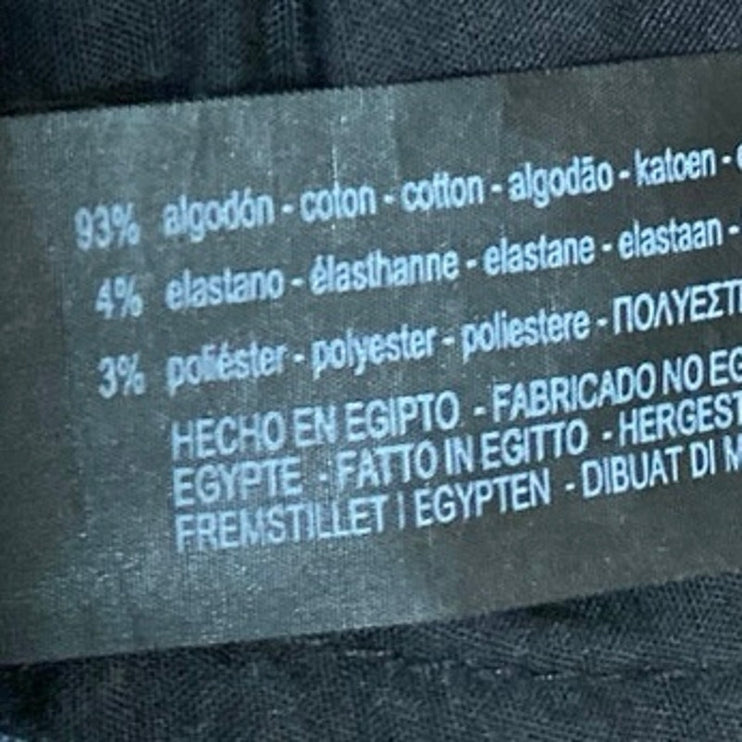 93% algodón - coton - cotton - algodão - katoen -
4% elastano - élasthanne - elastane - elastaan -
3% poliéster - polyester - poliestere - ΠΟΛΥΕΣΤ
HECHO EN EGIPTO - FABRICADO NO EG
EGYPTE - FATTO IN EGITTO - HERGEST
FREMSTILLET I EGYPTEN - DIBUAT DI M